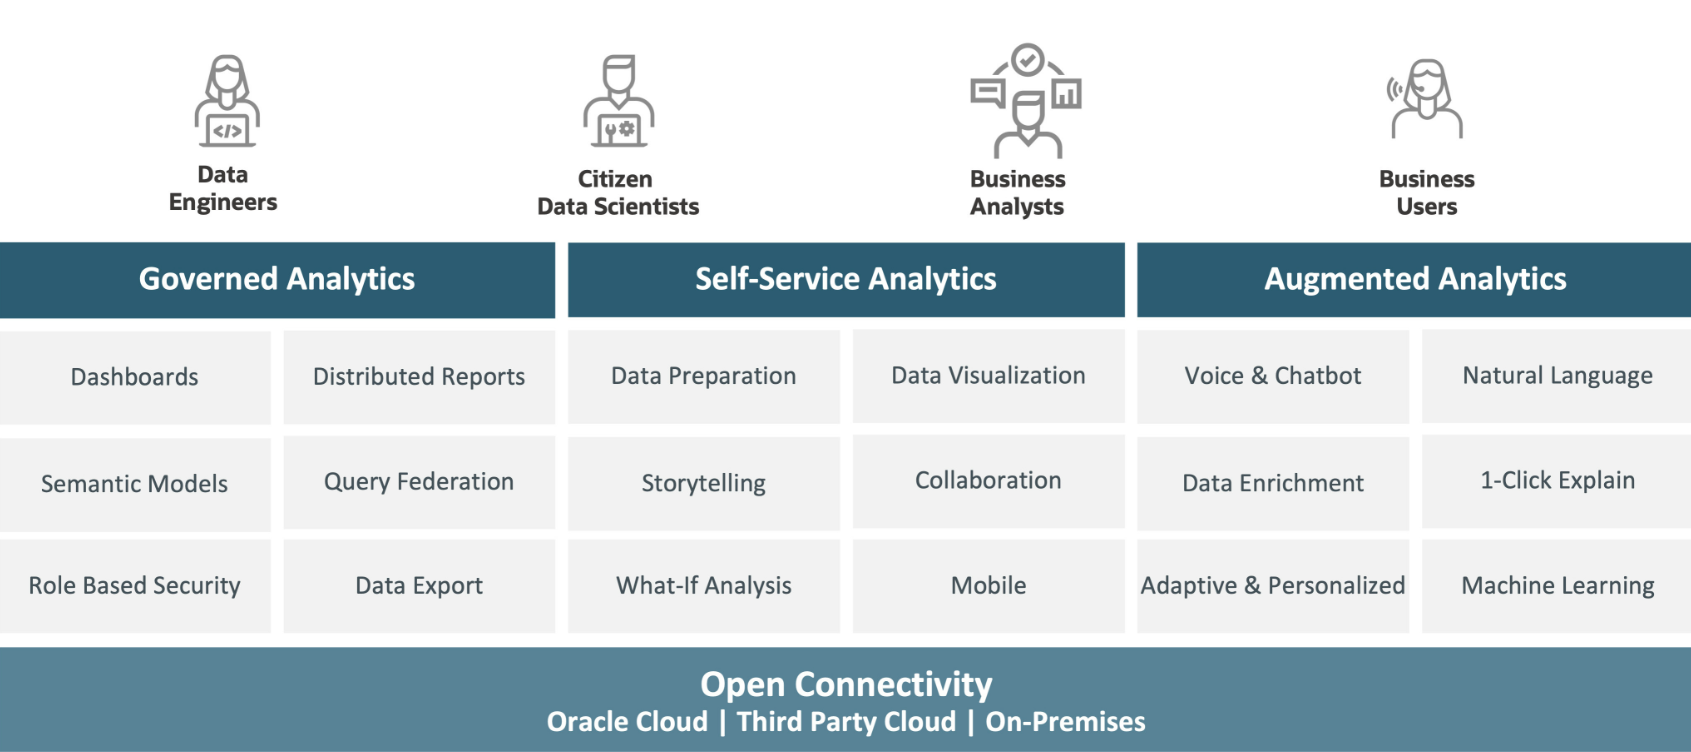 </>
Data
Engineers
Citizen
Data Scientists
Business
Analysts
Business
Users
Governed Analytics
Self-Service Analytics
Augmented Analytics
Dashboards
Distributed Reports
Data Preparation
Data Visualization
Voice & Chatbot
Natural Language
Semantic Models
Query Federation
Storytelling
Collaboration
Data Enrichment
1-Click Explain
Role Based Security
Data Export
What-If Analysis
Mobile
Adaptive & Personalized
Machine Learning
Open Connectivity
Oracle Cloud | Third Party Cloud | On-Premises